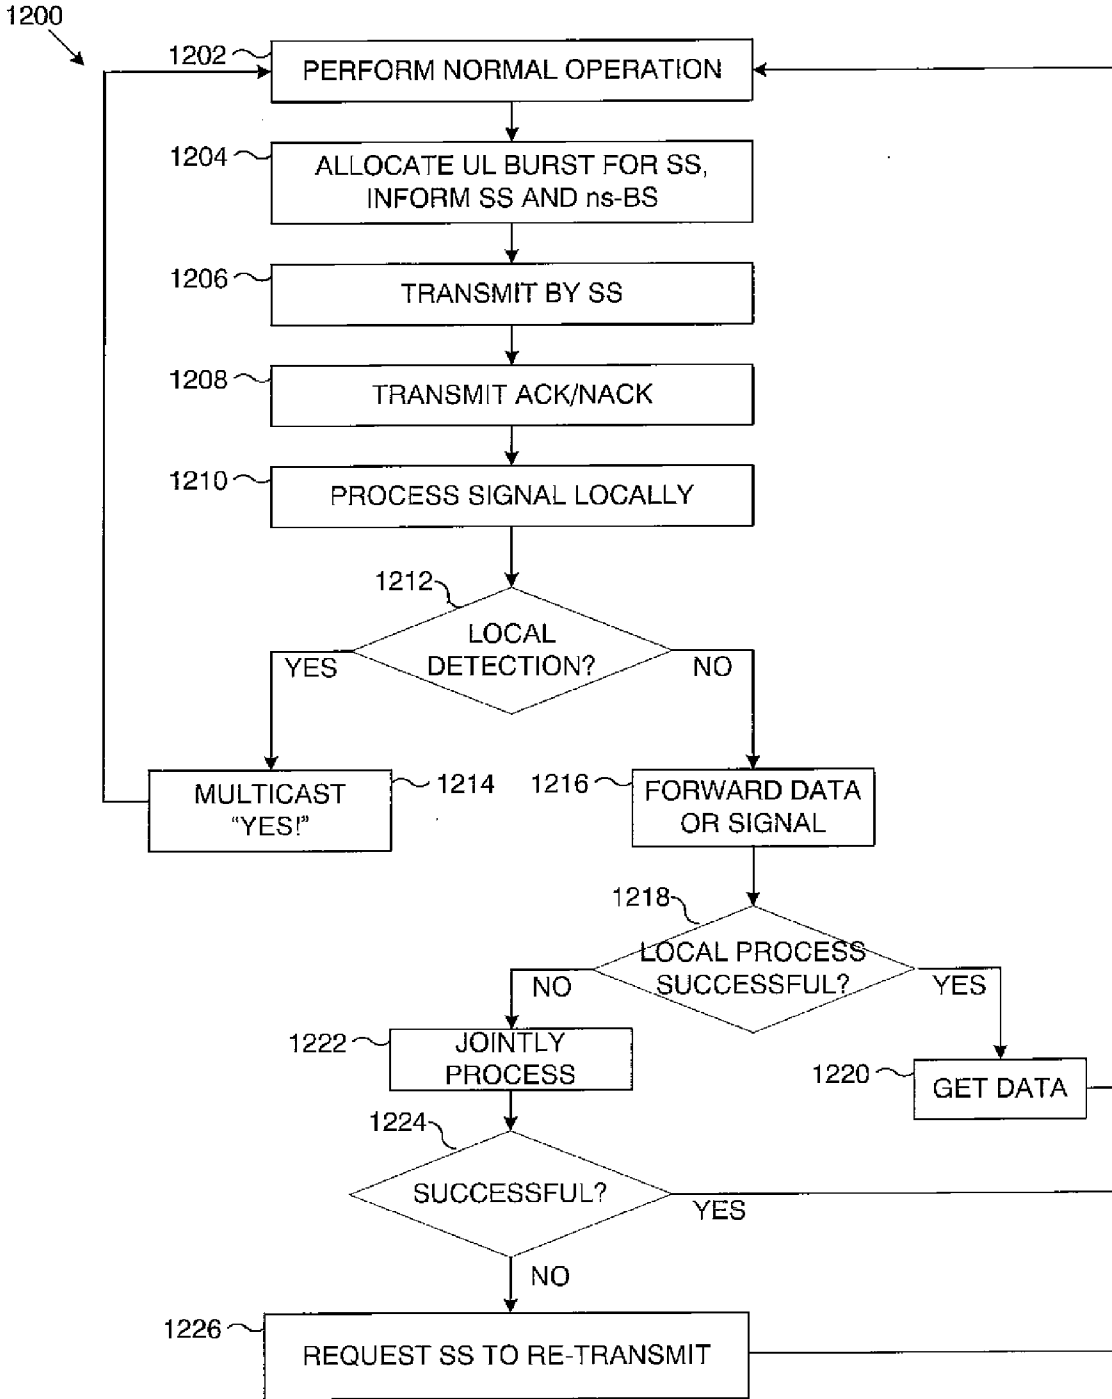 1200
1202
PERFORM NORMAL OPERATION
1204
ALLOCATE UL BURST FOR SS,
INFORM SS AND ns-BS
1206
TRANSMIT BY SS
1208
TRANSMIT ACK/NACK
1210
PROCESS SIGNAL LOCALLY
1212
LOCAL
DETECTION?
YES
NO
MULTICAST
“YES!”
1214
1216
FORWARD DATA
OR SIGNAL
1218
LOCAL PROCESS
SUCCESSFUL?
NO
YES
1222
JOINTLY
PROCESS
1220
GET DATA
1224
SUCCESSFUL?
YES
NO
1226
REQUEST SS TO RE-TRANSMIT